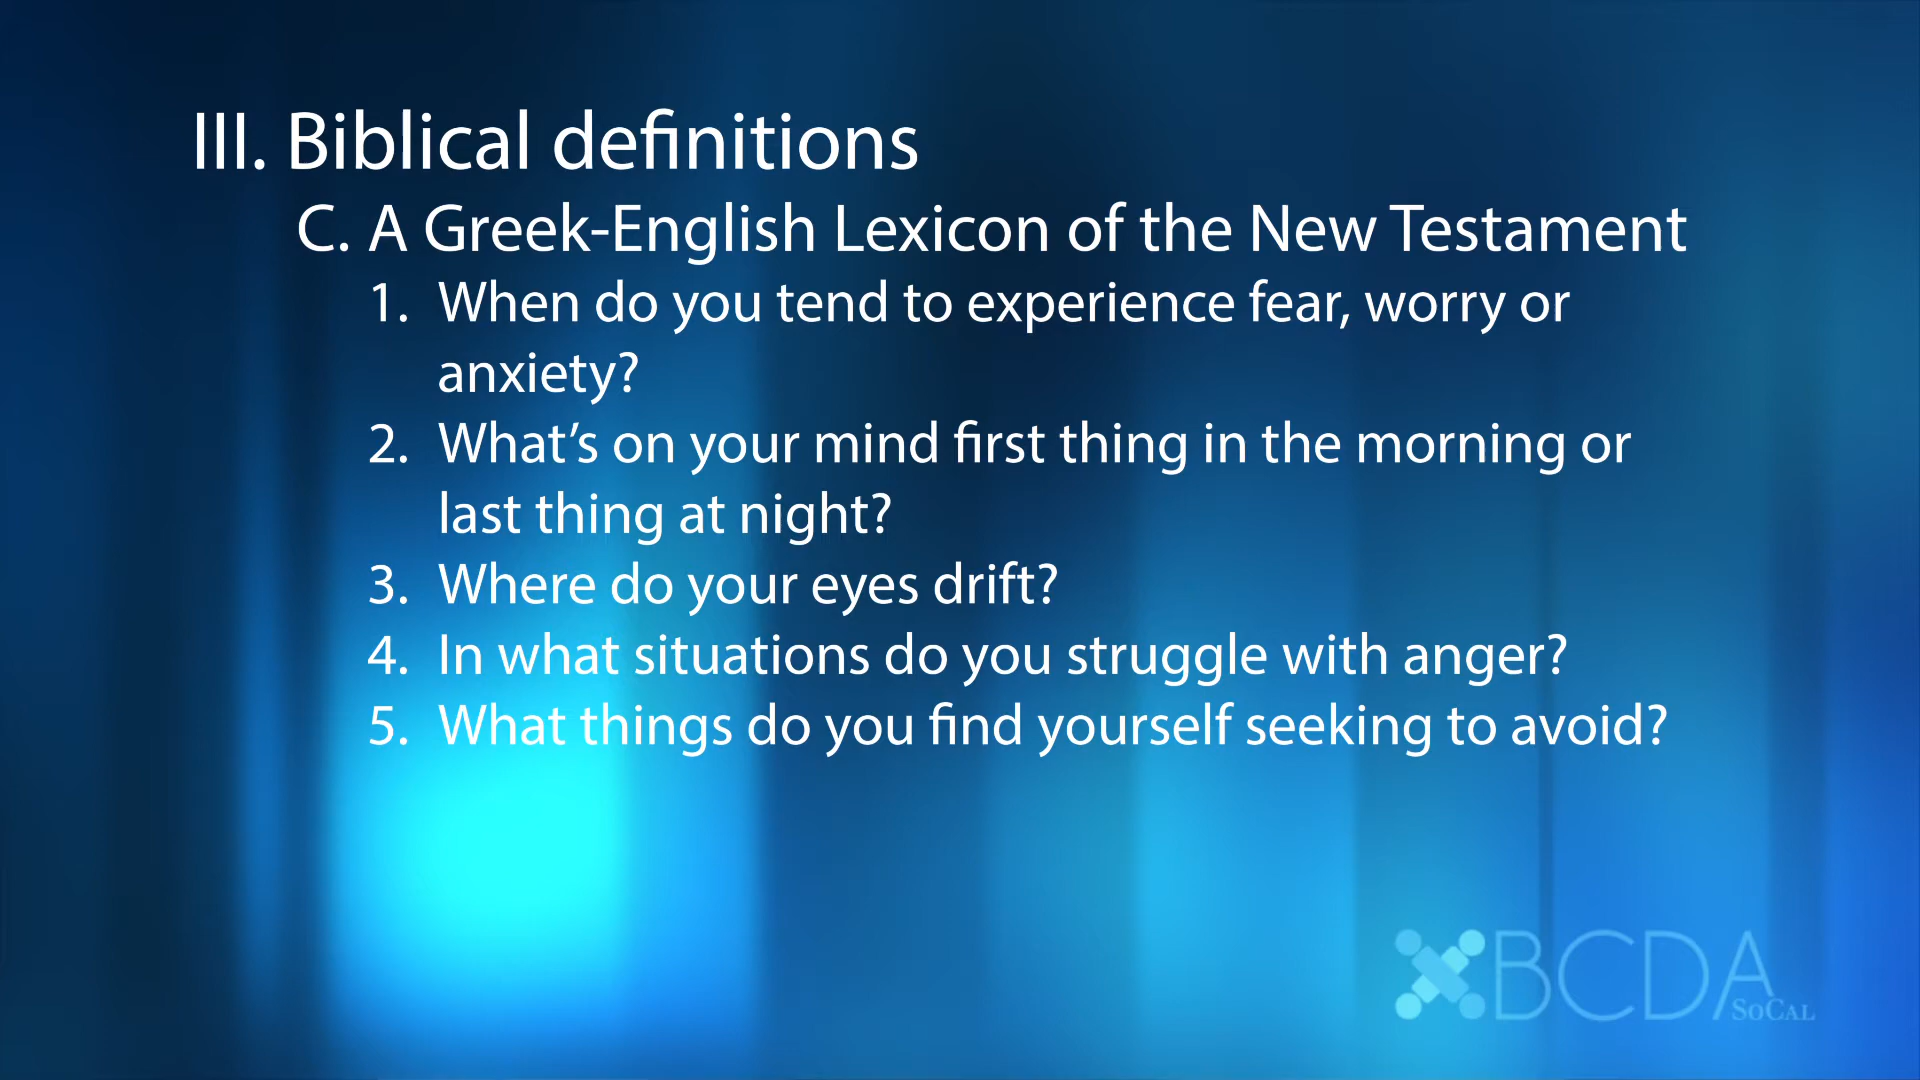 III. Biblical definitions
C. A Greek-English Lexicon of the New Testament
1. When do you tend to experience fear, worry or
anxiety?
2. What’s on your mind first thing in the morning or
last thing at night?
3. Where do your eyes drift?
4. In what situations do you struggle with anger?
5. What things do you find yourself seeking to avoid?
BCDA
SoCal